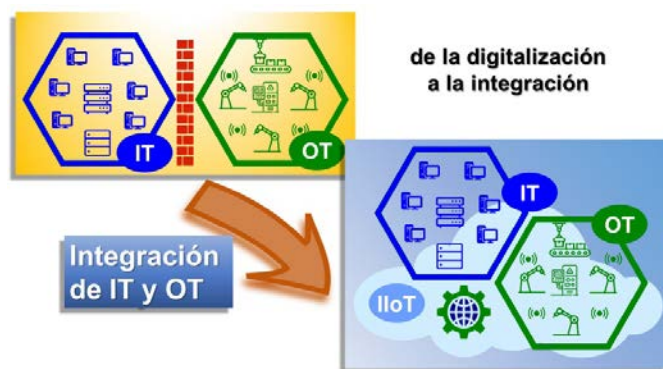 IT
OT
de la digitalización
a la integración
Integración
de IT y OT
IT
OT
IIoT